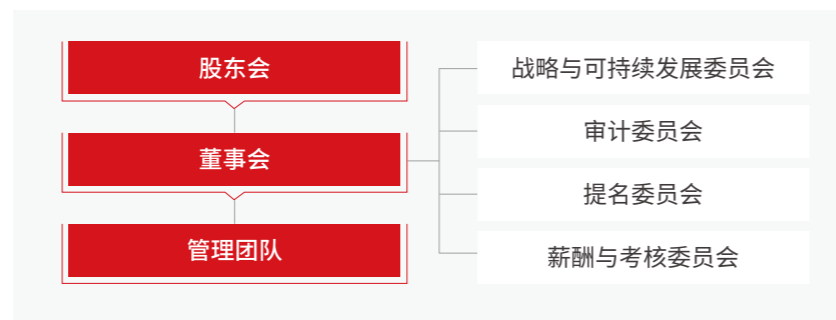 股东会
董事会
管理团队
战略与可持续发展委员会
审计委员会
提名委员会
薪酬与考核委员会